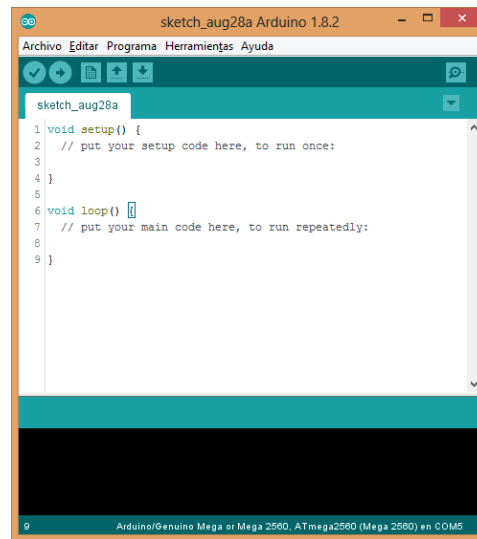 sketch_aug28a Arduino 1.8.2
Archivo Editar Programa Herramientas Ayuda
sketch_aug28a
1 void setup() {
2   // put your setup code here, to run once:
3
4 }
5
6 void loop() {
7   // put your main code here, to run repeatedly:
8
9 }
9 Arduino/Genuino Mega or Mega 2560, ATmega2560 (Mega 2560) en COM5